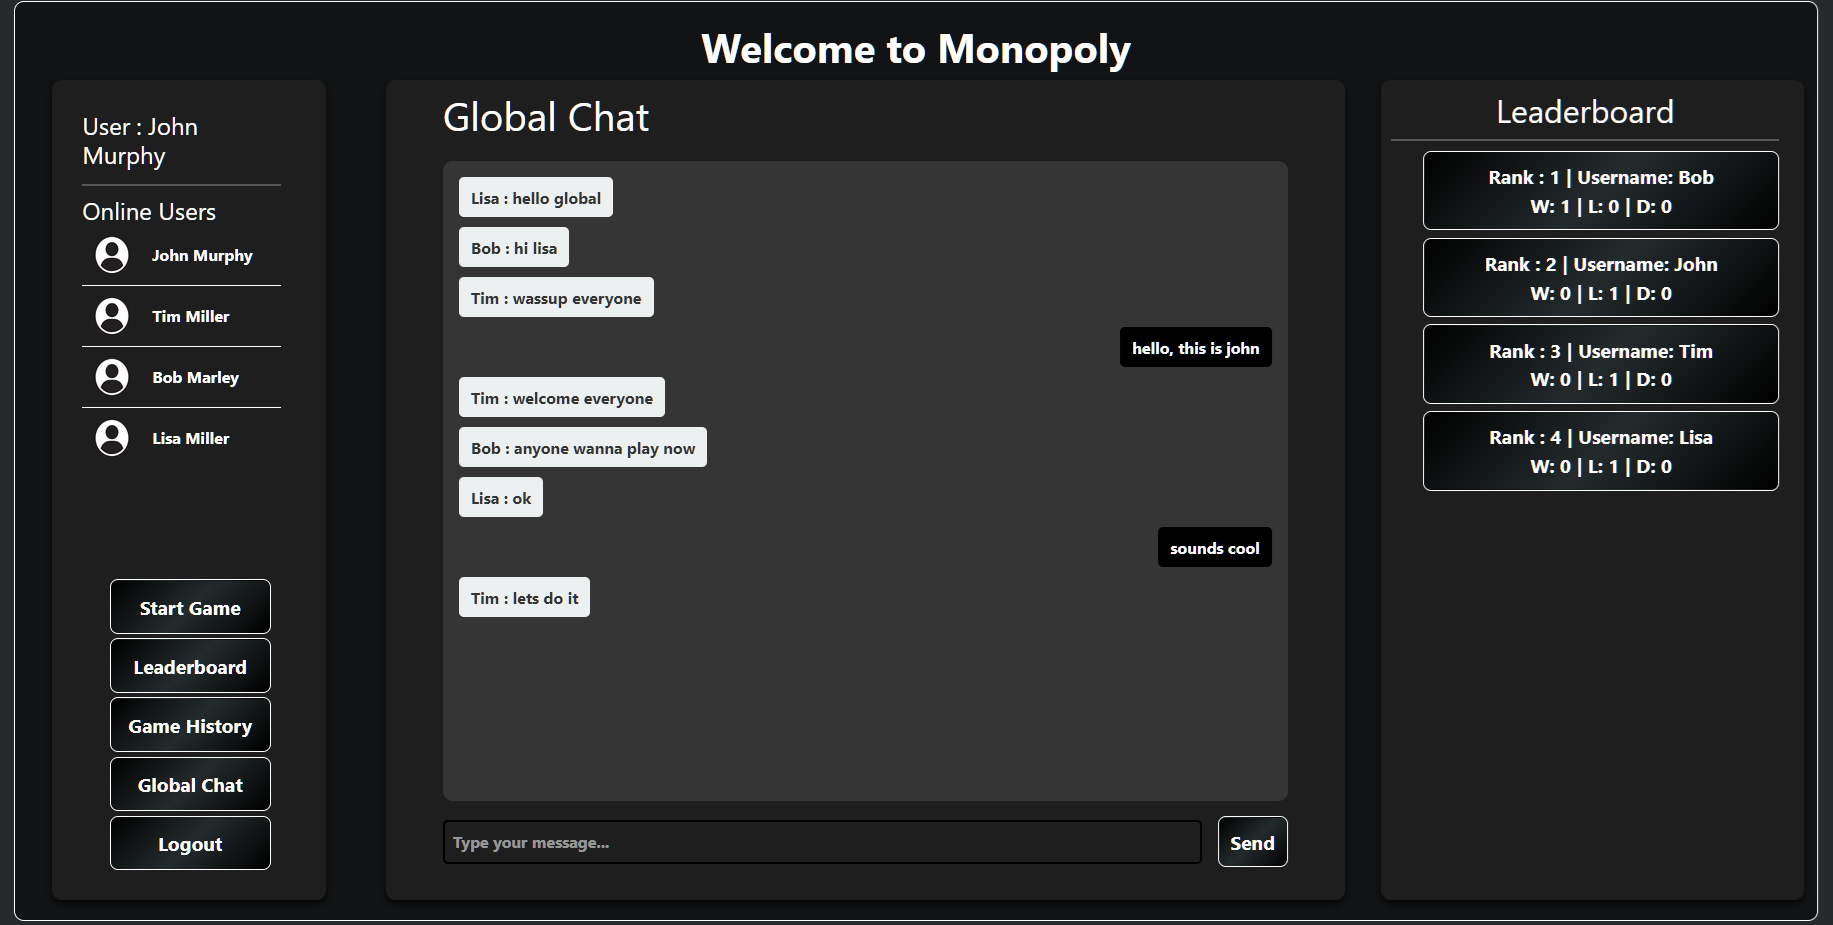 Welcome to Monopoly
User : John
Murphy
Online Users
John Murphy
Tim Miller
Bob Marley
Lisa Miller
Start Game
Leaderboard
Game History
Global Chat
Logout
Global Chat
Lisa : hello global
Bob : hi lisa
Tim : wassup everyone
hello, this is john
Tim : welcome everyone
Bob : anyone wanna play now
Lisa : ok
sounds cool
Tim : lets do it
Type your message...
Send
Leaderboard
Rank : 1 | Username: Bob
W: 1 | L: 0 | D: 0
Rank : 2 | Username: John
W: 0 | L: 1 | D: 0
Rank : 3 | Username: Tim
W: 0 | L: 1 | D: 0
Rank : 4 | Username: Lisa
W: 0 | L: 1 | D: 0